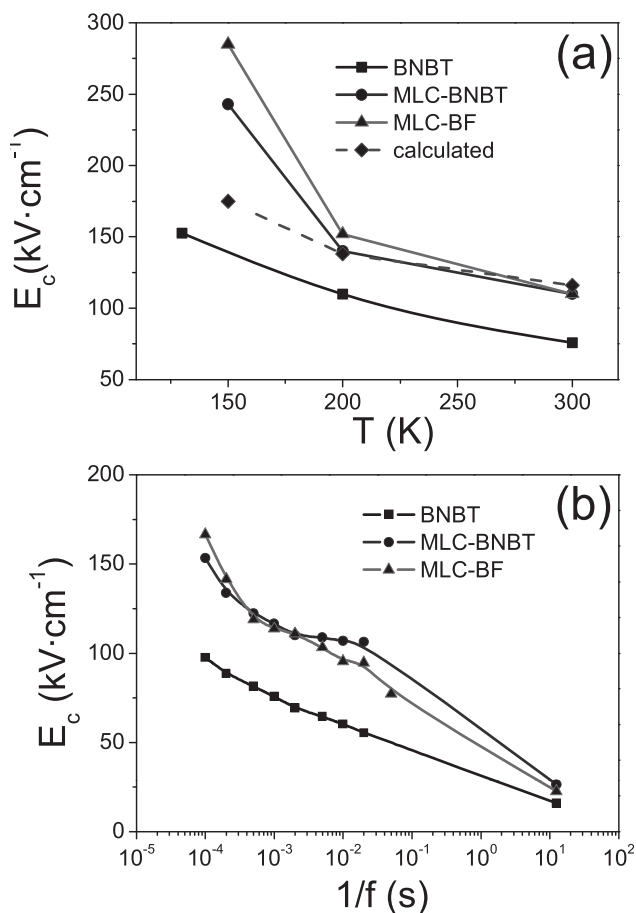 (a)
BNBT
MLC-BNBT
MLC-BF
calculated
300
250
200
150
100
50
E_c(kV·cm⁻¹)
150 200 250 300
T (K)
(b)
BNBT
MLC-BNBT
MLC-BF
200
150
100
50
0
E_c (kV·cm⁻¹)
10⁻⁵ 10⁻⁴ 10⁻³ 10⁻² 10⁻¹ 10⁰ 10¹ 10²
1/f (s)